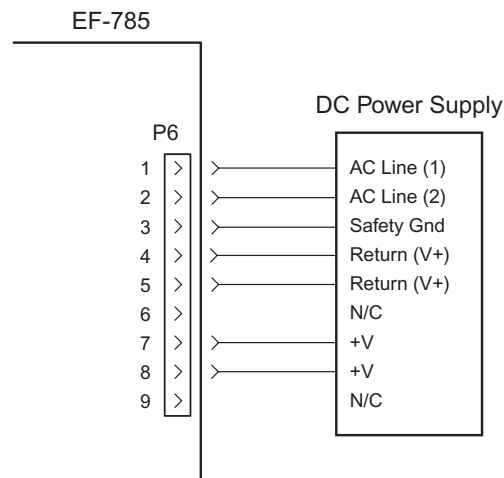 EF-785
DC Power Supply
P6
1 AC Line (1)
2 AC Line (2)
3 Safety Gnd
4 Return (V+)
5 Return (V+)
6 N/C
7 +V
8 +V
9 N/C